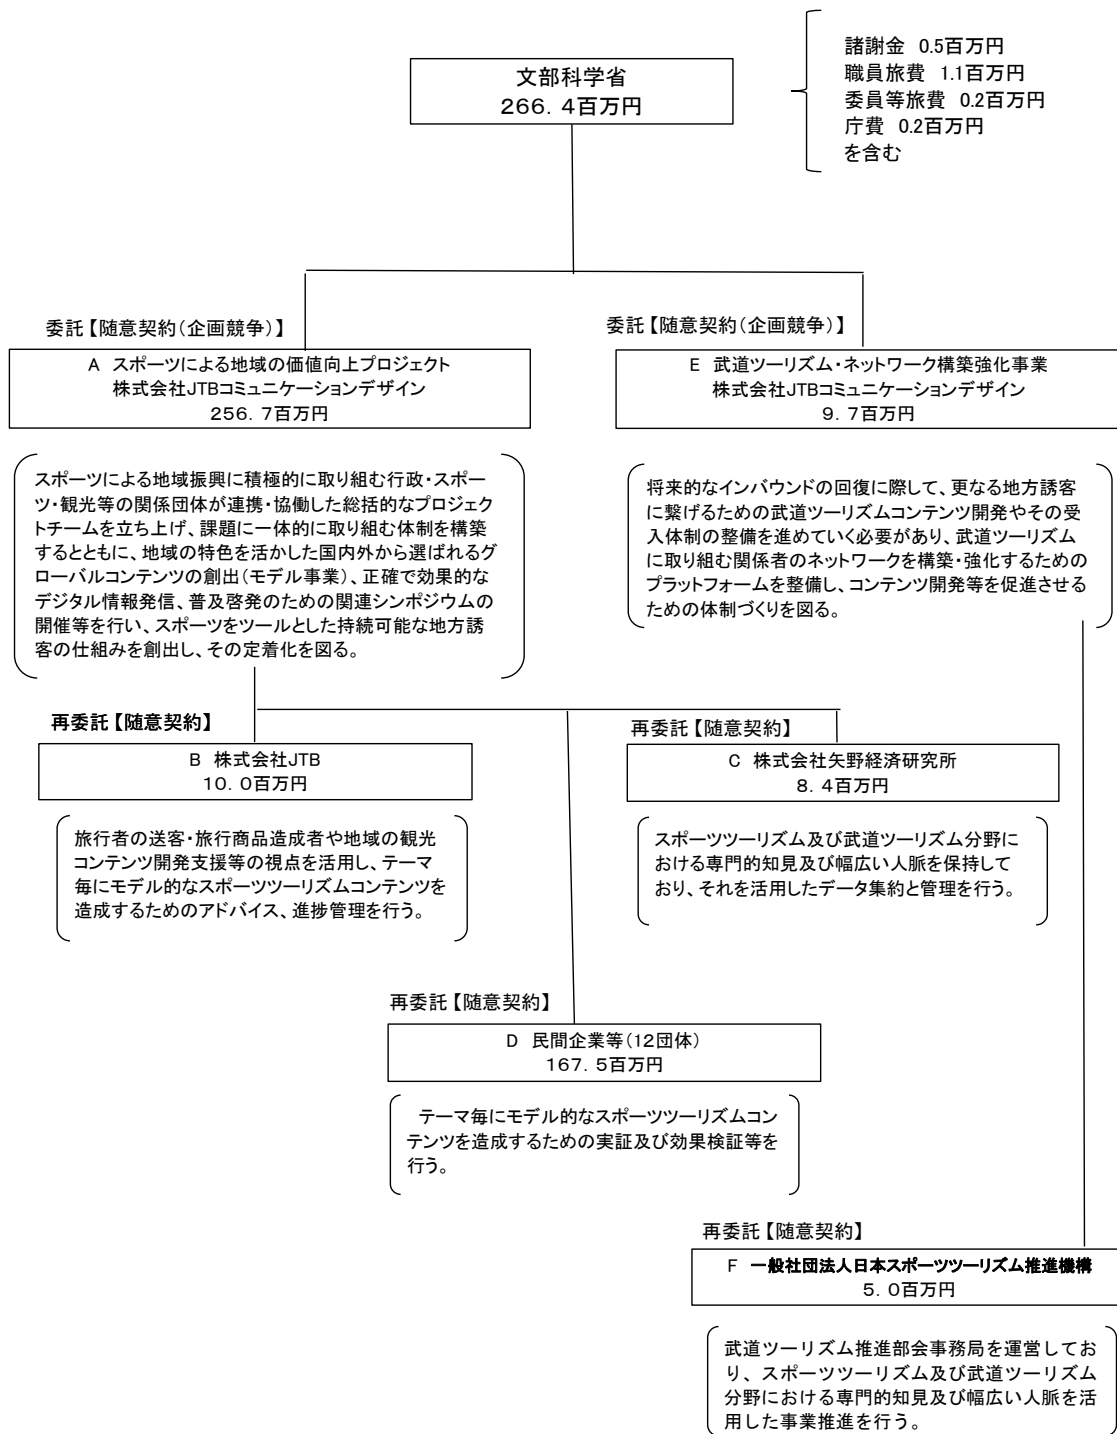 文部科学省
２６６．４百万円
諸謝金 0.5百万円
職員旅費 1.1百万円
委員等旅費 0.2百万円
庁費 0.2百万円
を含む
委託【随意契約(企画競争)】
A スポーツによる地域の価値向上プロジェクト
株式会社JTBコミュニケーションデザイン
２５６．７百万円
スポーツによる地域振興に積極的に取り組む行政・スポー
ツ・観光等の関係団体が連携・協働した総括的なプロジェク
トチームを立ち上げ、課題に一体的に取り組む体制を構築
するとともに、地域の特色を活かした国内外から選ばれるグ
ローバルコンテンツの創出(モデル事業)、正確で効果的な
デジタル情報発信、普及啓発のための関連シンポジウムの
開催等を行い、スポーツをツールとした持続可能な地方誘
客の仕組みを創出し、その定着化を図る。
委託【随意契約(企画競争)】
E 武道ツーリズム・ネットワーク構築強化事業
株式会社JTBコミュニケーションデザイン
９．７百万円
将来的なインバウンドの回復に際して、更なる地方誘客
に繋げるための武道ツーリズムコンテンツ開発やその受
入体制の整備を進めていく必要があり、武道ツーリズム
に取り組む関係者のネットワークを構築・強化するための
プラットフォームを整備し、コンテンツ開発等を促進させる
ための体制づくりを図る。
再委託【随意契約】
B 株式会社JTB
１０．０百万円
旅行者の送客・旅行商品造成者や地域の観光
コンテンツ開発支援等の視点を活用し、テーマ
毎にモデル的なスポーツツーリズムコンテンツを
造成するためのアドバイス、進捗管理を行う。
再委託【随意契約】
C 株式会社矢野経済研究所
８．４百万円
スポーツツーリズム及び武道ツーリズム分野に
おける専門的知見及び幅広い人脈を保持して
おり、それを活用したデータ集約と管理を行う。
再委託【随意契約】
D 民間企業等(12団体)
１６７．５百万円
テーマ毎にモデル的なスポーツツーリズムコン
テンツを造成するための実証及び効果検証等を
行う。
再委託【随意契約】
F 一般社団法人日本スポーツツーリズム推進機構
５．０百万円
武道ツーリズム推進部会事務局を運営してお
り、スポーツツーリズム及び武道ツーリズム
分野における専門的知見及び幅広い人脈を活
用した事業推進を行う。